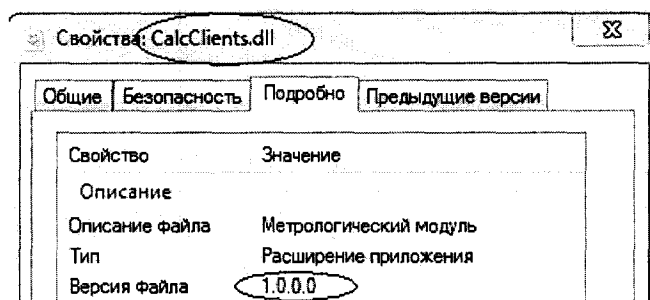 Свойства: CalcClients.dll
Общие Безопасность Подробно Предыдущие версии
Свойство Значение
Описание
Описание файла Метрологический модуль
Тип Расширение приложения
Версия файла 1.0.0.0